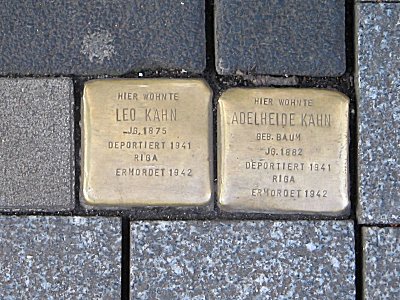 HIER WOHNTE
LEO KAHN
JG. 1875
DEPORTIERT 1941
RIGA
ERMORDET 1942
HIER WOHNTE
ADELHEIDE KAHN
GEB. BAUM
JG. 1882
DEPORTIERT 1941
RIGA
ERMORDET 1942